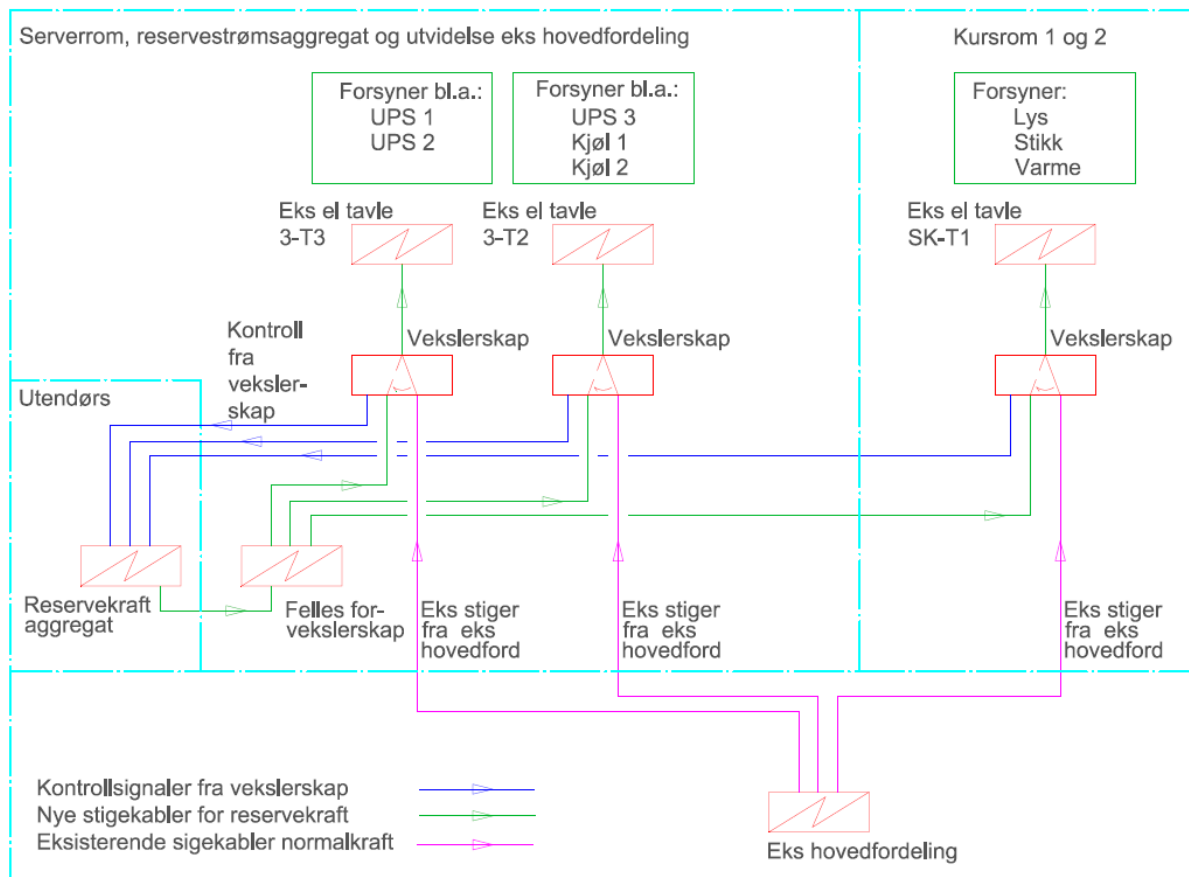 Serverrom, reservestrømsaggregat og utvidelse eks hovedfordeling
Kursrom 1 og 2
Forsyner bl.a.:
UPS 1
UPS 2
Forsyner bl.a.:
UPS 3
Kjøl 1
Kjøl 2
Forsyner:
Lys
Stikk
Varme
Eks el tavle
3-T3
Eks el tavle
3-T2
Eks el tavle
SK-T1
Kontroll
fra
veksler-
skap
Vekslerskap
Vekslerskap
Vekslerskap
Utendørs
Reservekraft
aggregat
Felles for-
vekslerskap
Eks stiger
fra eks
hovedford
Eks stiger
fra eks
hovedford
Eks stiger
fra eks
hovedford
Kontrollsignaler fra vekslerskap
Nye stigekabler for reservekraft
Eksisterende sigekabler normalkraft
Eks hovedfordeling